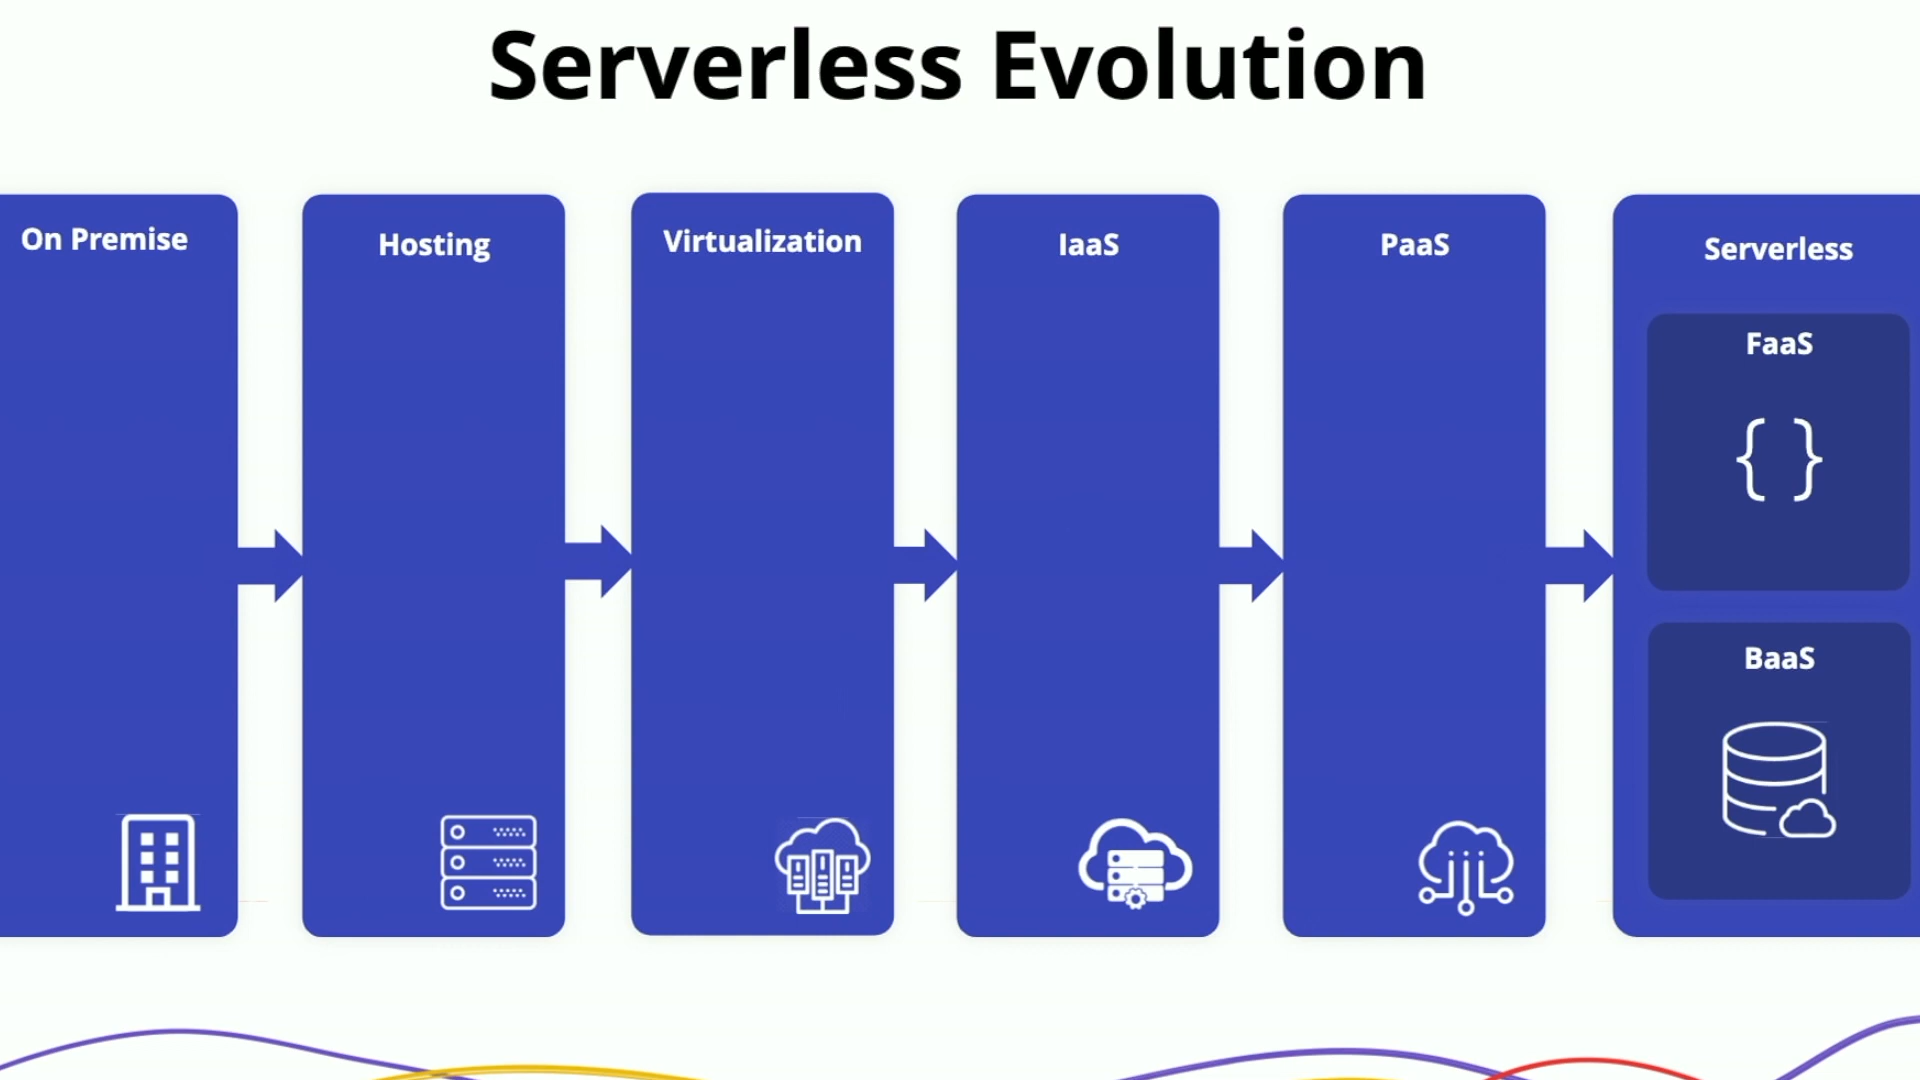 Serverless Evolution
On Premise
Hosting
Virtualization
IaaS
PaaS
Serverless
FaaS
{ }
BaaS